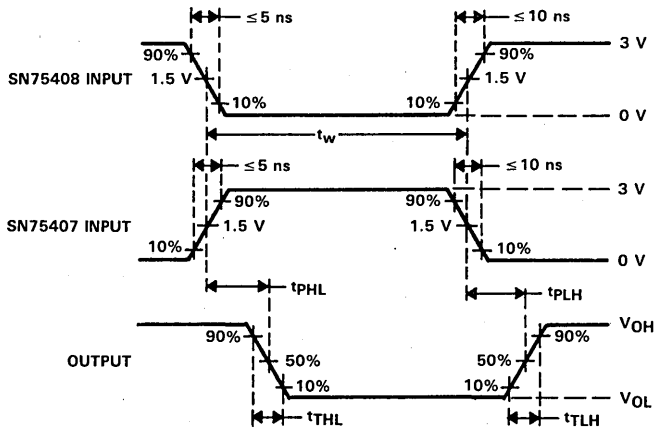 ≤5 ns ≤10 ns
90% 90% 3 V
SN75408 INPUT 1.5 V 1.5 V
10% 10% 0 V
tw
≤5 ns ≤10 ns
90% 90% 3 V
SN75407 INPUT 1.5 V 1.5 V
10% 10% 0 V
tPHL tPLH
90% 90% VOH
OUTPUT 50% 50%
10% 10% VOL
tTHL tTLH